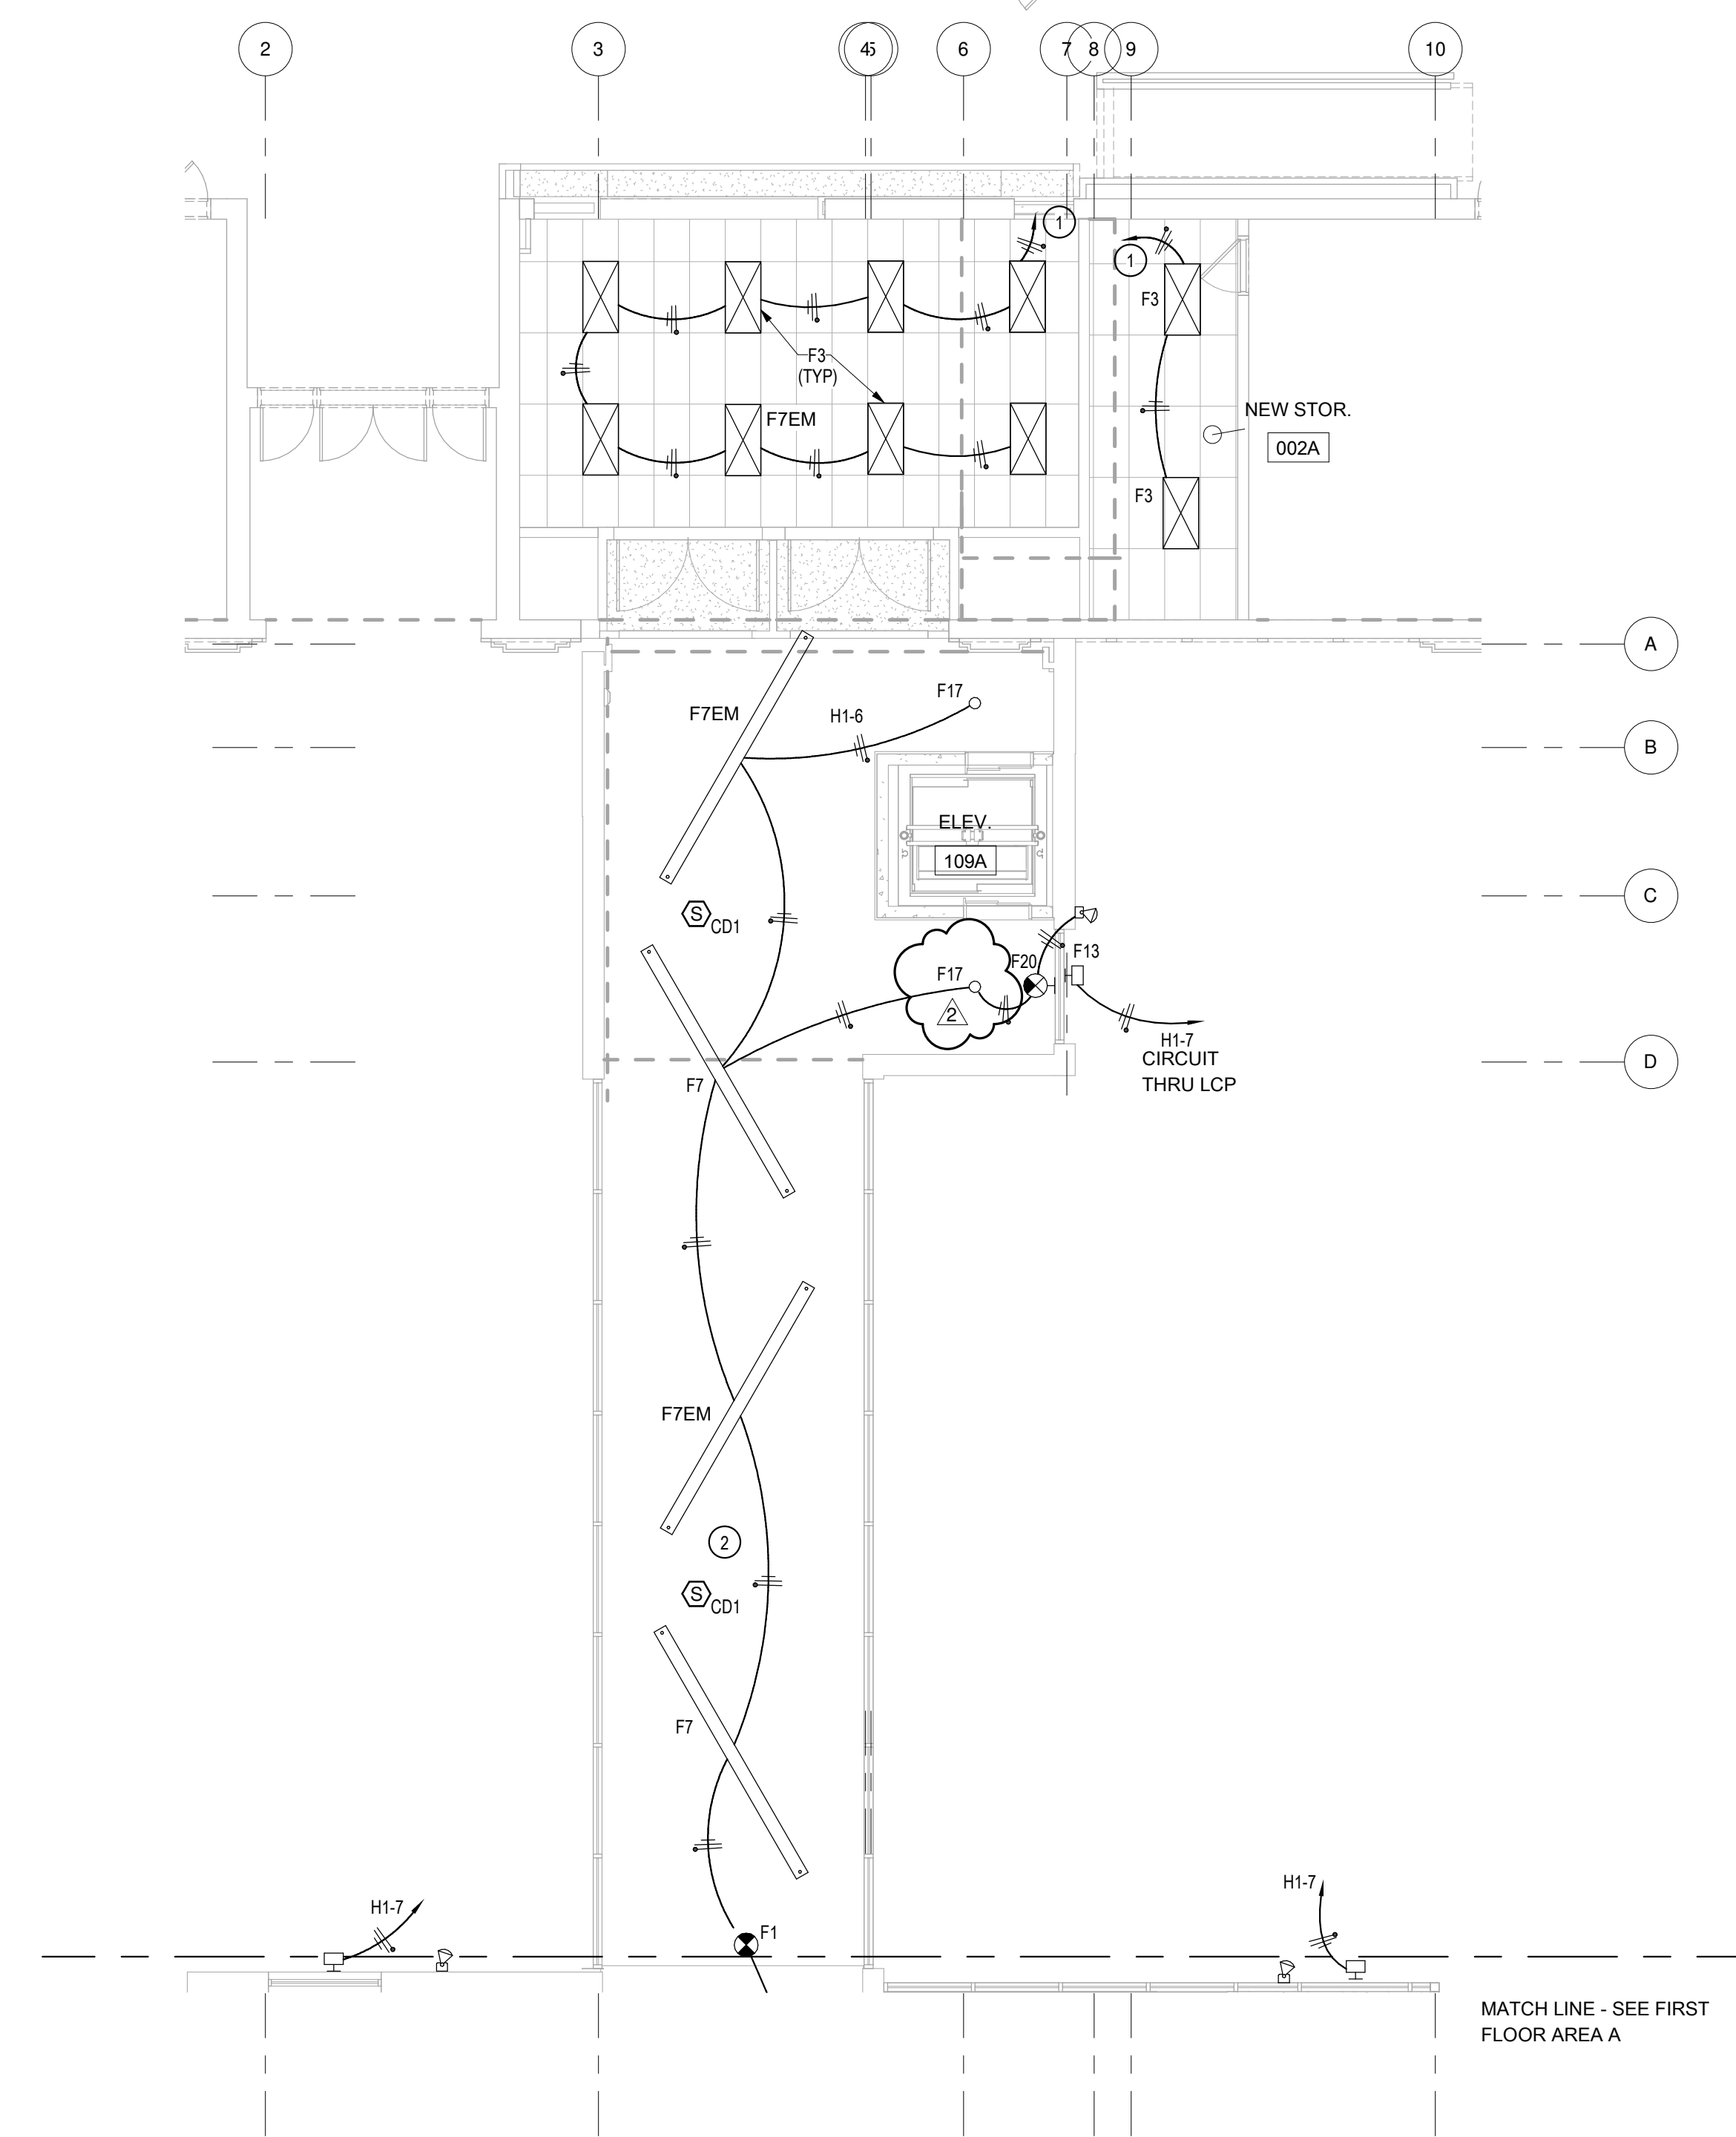 2
3
4
5
6
7
8
9
10
1
1
F3
F3
(TYP)
F7EM
NEW STOR.
002A
F3
A
F17
F7EM
H1-6
B
ELEV.
109A
C
S
CD1
F13
F20
F17
2
H1-7
CIRCUIT
THRU LCP
D
F7
F7EM
2
S
CD1
F7
H1-7
H1-7
F1
MATCH LINE - SEE FIRST
FLOOR AREA A